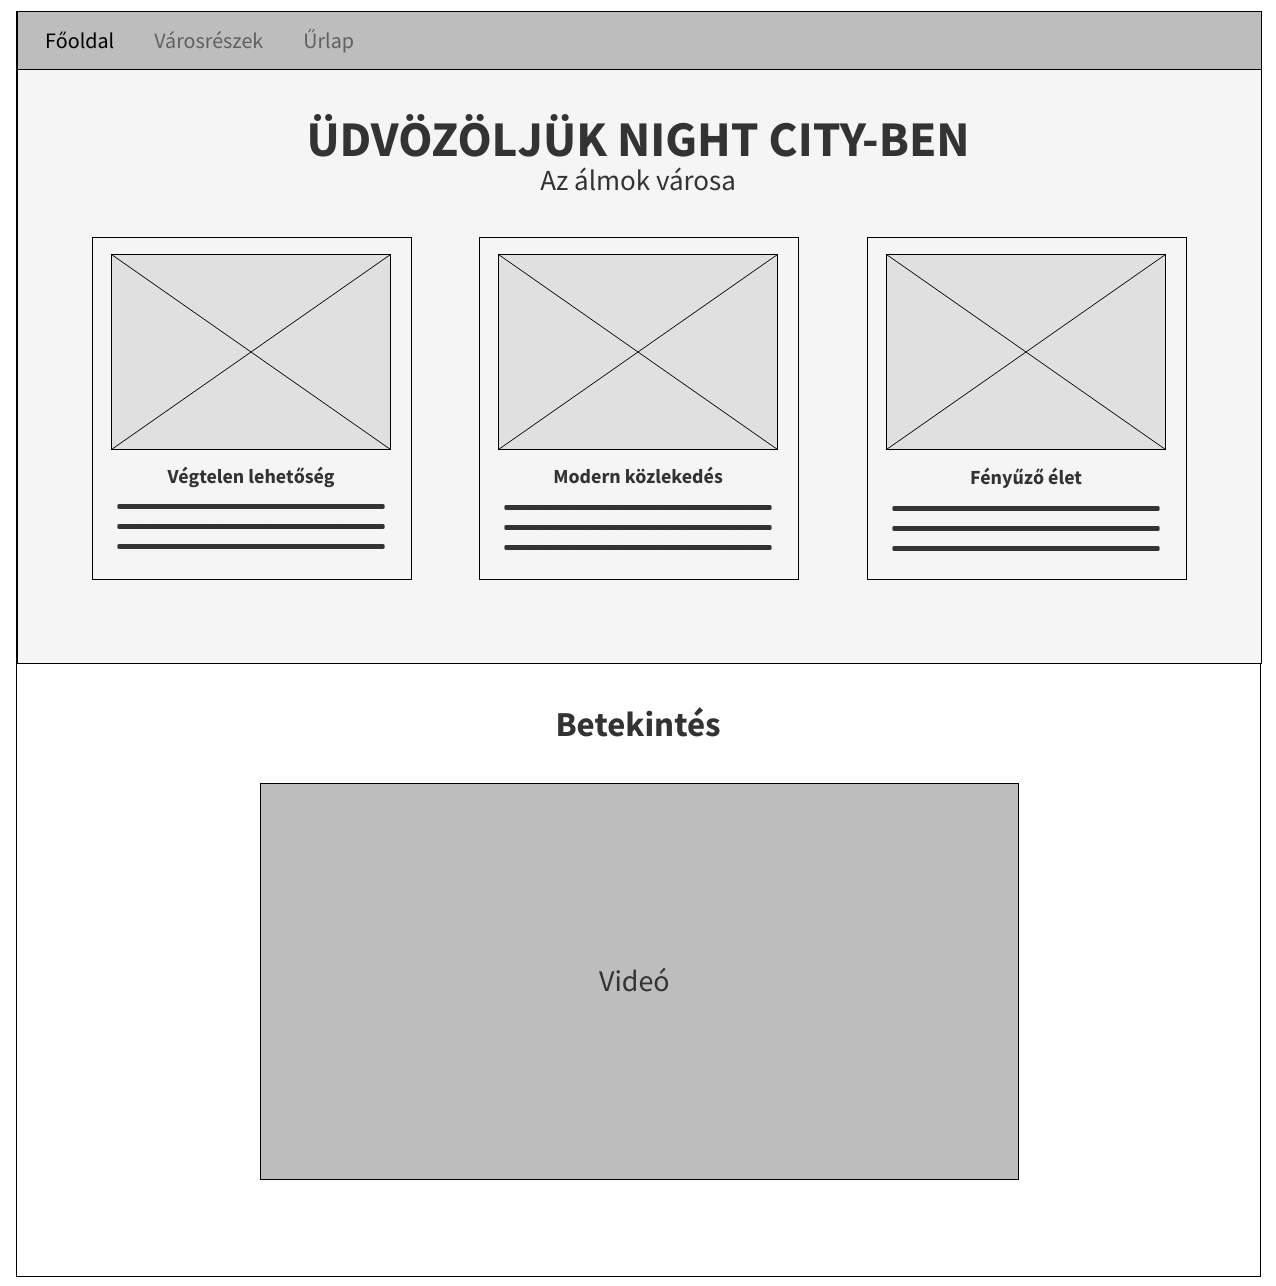 Főoldal Városrészek Űrlap
ÜDVÖZÖLJÜK NIGHT CITY-BEN
Az álmok városa
Végtelen lehetőség
Modern közlekedés
Fényűző élet
Betekintés
Videó